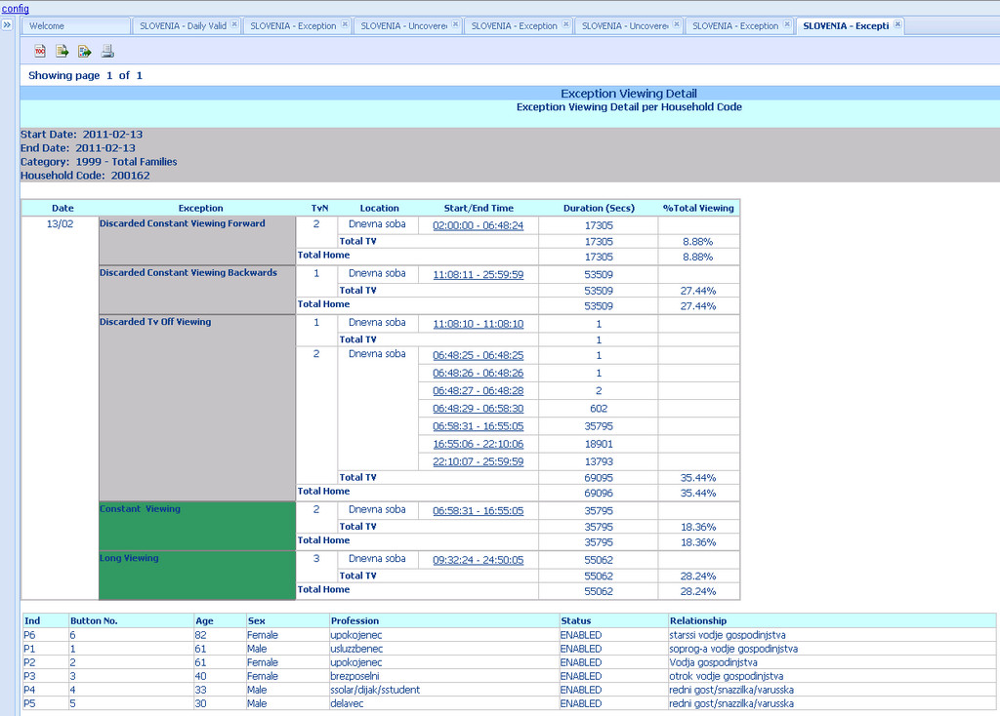 config
Welcome SLOVENIA - Daily Valid SLOVENIA - Exception SLOVENIA - Uncovere SLOVENIA - Exception SLOVENIA - Uncovere SLOVENIA - Exception SLOVENIA - Excepti
TOC
Showing page 1 of 1
Exception Viewing Detail
Exception Viewing Detail per Household Code
Start Date: 2011-02-13
End Date: 2011-02-13
Category: 1999 - Total Families
Household Code: 200162
Date Exception TvN Location Start/End Time Duration (Secs) %Total Viewing
13/02 Discarded Constant Viewing Forward 2 Dnevna soba 02:00:00 - 06:48:24 17305
Total TV 17305 8.88%
Total Home 17305 8.88%
Discarded Constant Viewing Backwards 1 Dnevna soba 11:08:11 - 25:59:59 53509
Total TV 53509 27.44%
Total Home 53509 27.44%
Discarded Tv Off Viewing 1 Dnevna soba 11:08:10 - 11:08:10 1
Total TV 1
2 Dnevna soba 06:48:25 - 06:48:25 1
06:48:26 - 06:48:26 1
06:48:27 - 06:48:28 2
06:48:29 - 06:58:30 602
06:58:31 - 16:55:05 35795
16:55:06 - 22:10:06 18901
22:10:07 - 25:59:59 13793
Total TV 69095 35.44%
Total Home 69096 35.44%
Constant Viewing 2 Dnevna soba 06:58:31 - 16:55:05 35795
Total TV 35795 18.36%
Total Home 35795 18.36%
Long Viewing 3 Dnevna soba 09:32:24 - 24:50:05 55062
Total TV 55062 28.24%
Total Home 55062 28.24%
Ind Button No. Age Sex Profession Status Relationship
P6 6 82 Female upokojenec ENABLED starssi vodje gospodinjstva
P1 1 61 Male usluzzbenec ENABLED soprog-a vodje gospodinjstva
P2 2 61 Female upokojenec ENABLED Vodja gospodinjstva
P3 3 40 Female brezposelni ENABLED otrok vodje gospodinjstva
P4 4 33 Male ssolar/dijak/sstudent ENABLED redni gost/snazzilka/varusska
P5 5 30 Male delavec ENABLED redni gost/snazzilka/varusska